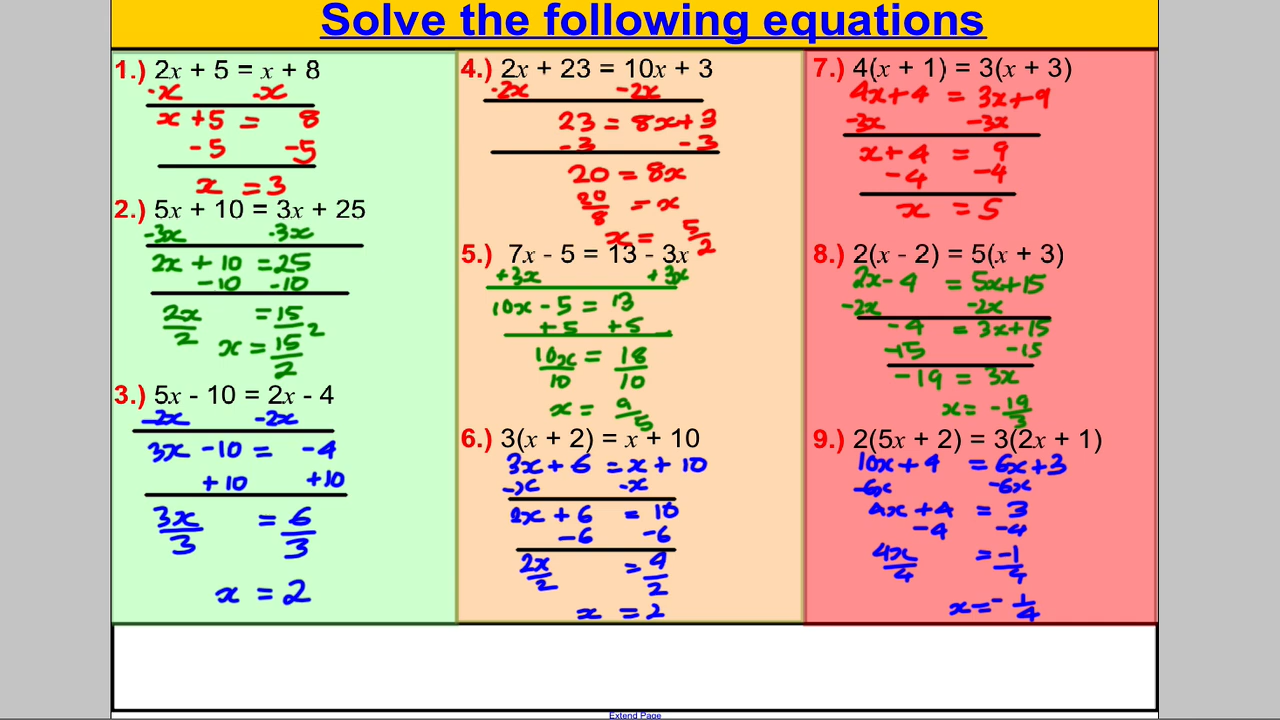 Solve the following equations
1.) 2x + 5 = x + 8
-x -x
x + 5 = 8
- 5 -5
x = 3
2.) 5x + 10 = 3x + 25
-3x -3x
2x + 10 = 25
- 10 -10
2x/2 = 15/2
x = 15/2
3.) 5x - 10 = 2x - 4
-2x -2x
3x - 10 = -4
+ 10 +10
3x/3 = 6/3
x = 2
4.) 2x + 23 = 10x + 3
-2x -2x
23 = 8x + 3
- 3 - 3
20 = 8x
20/8 = x
x = 5/2
5.) 7x - 5 = 13 - 3x
+3x +3x
10x - 5 = 13
+ 5 + 5
10x/10 = 18/10
x = 9/5
6.) 3(x + 2) = x + 10
3x + 6 = x + 10
-x -x
2x + 6 = 10
- 6 - 6
2x/2 = 4/2
x = 2
7.) 4(x + 1) = 3(x + 3)
4x + 4 = 3x + 9
-3x -3x
x + 4 = 9
- 4 -4
x = 5
8.) 2(x - 2) = 5(x + 3)
2x - 4 = 5x + 15
-2x -2x
- 4 = 3x + 15
-15 -15
- 19 = 3x
x = -19/3
9.) 2(5x + 2) = 3(2x + 1)
10x + 4 = 6x + 3
-6x -6x
4x + 4 = 3
- 4 -4
4x/4 = -1/4
x = -1/4
Extend Page